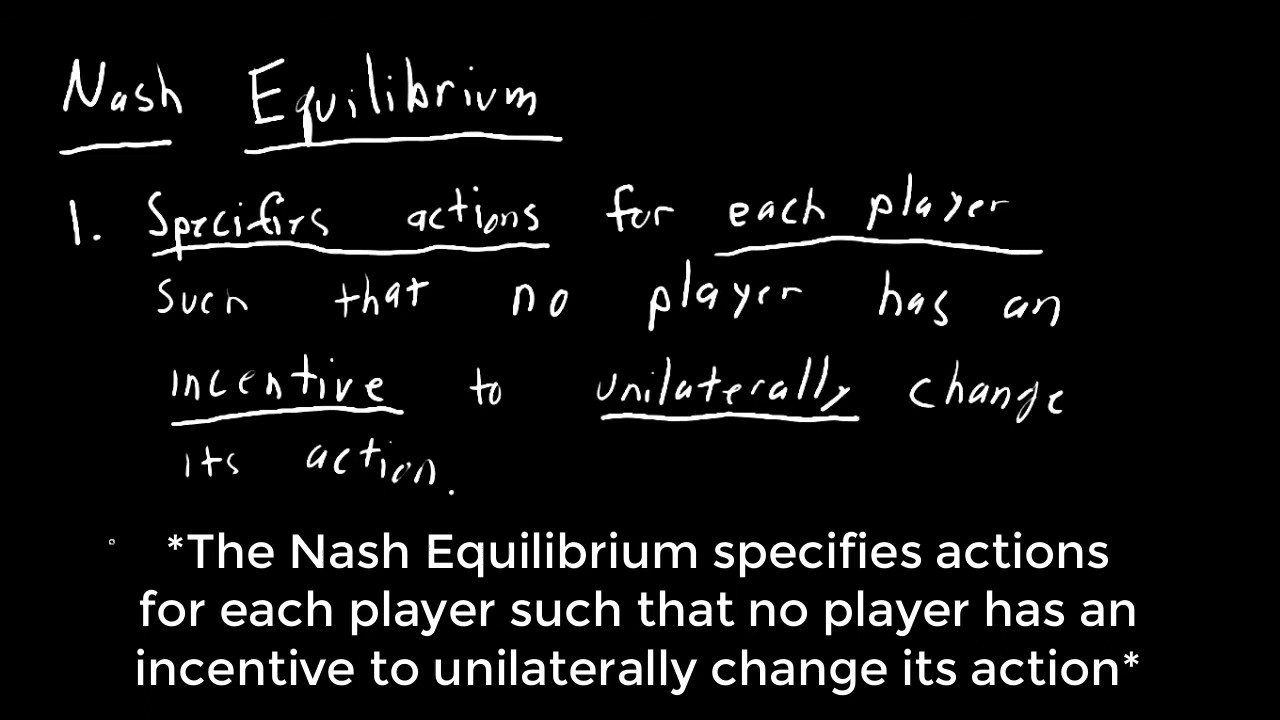 Nash Equilibrium
1. Specifies actions for each player
such that no player has an
incentive to unilaterally change
its action.
*The Nash Equilibrium specifies actions
for each player such that no player has an
incentive to unilaterally change its action*